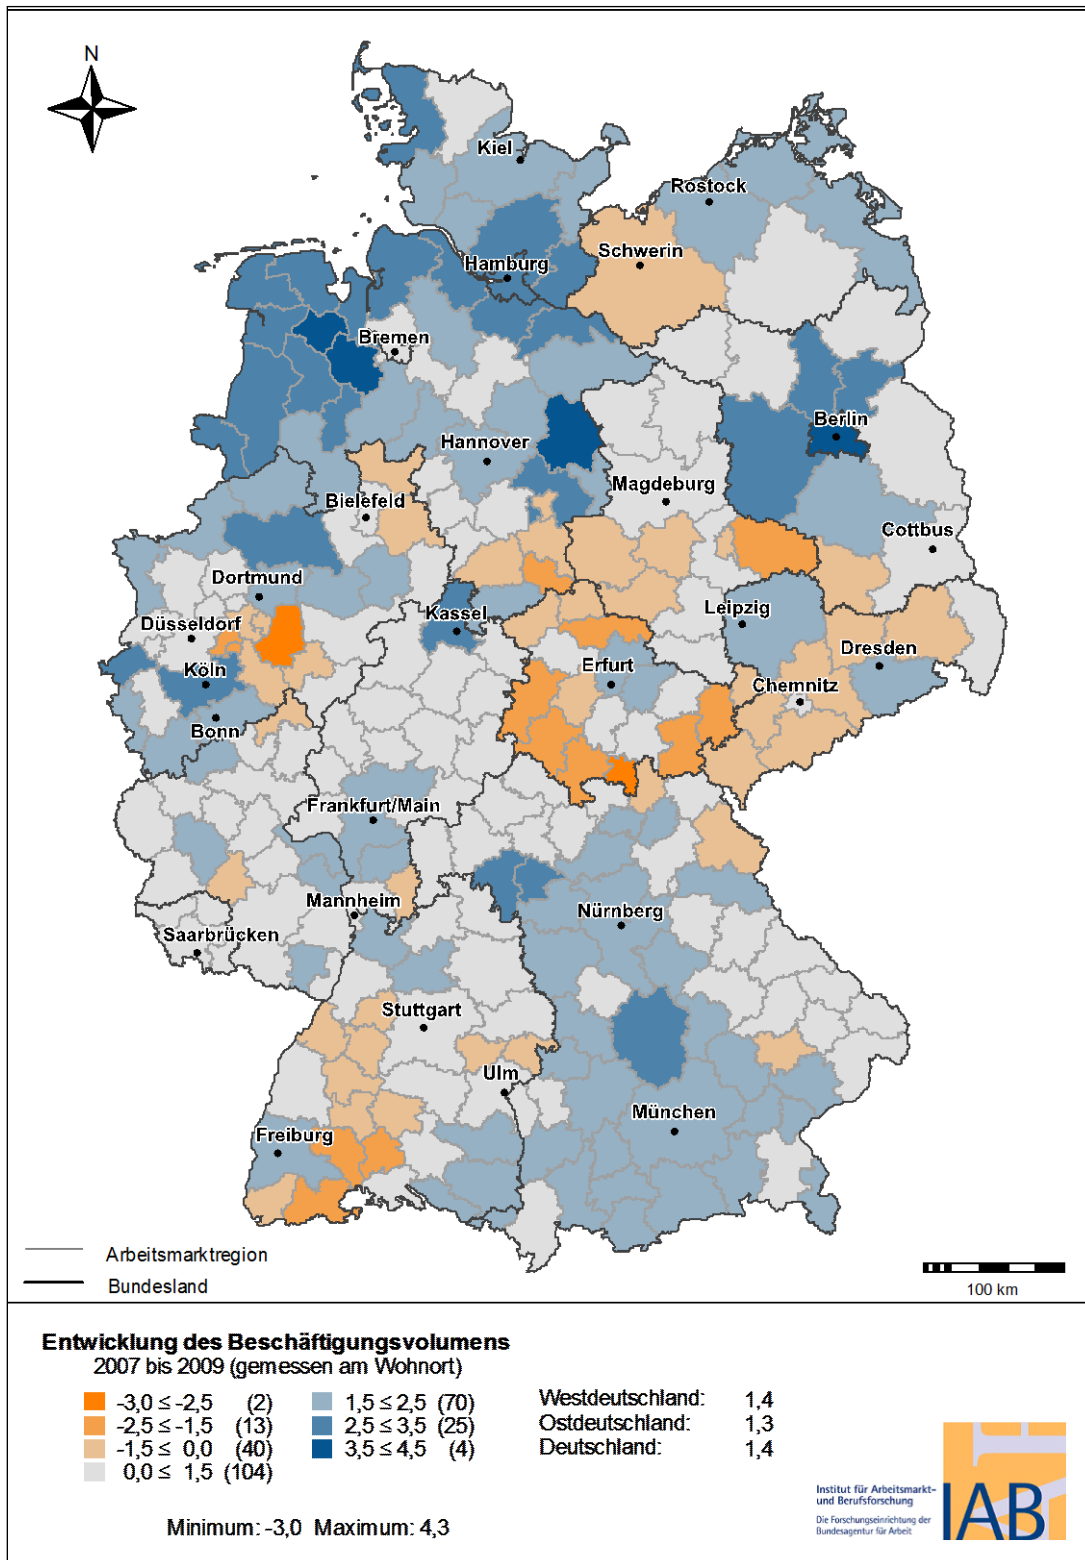 N
Kiel
Rostock
Schwerin
Hamburg
Bremen
Berlin
Hannover
Magdeburg
Bielefeld
Cottbus
Dortmund
Leipzig
Kassel
Düsseldorf
Dresden
Erfurt
Köln
Chemnitz
Bonn
Frankfurt/Main
Mannheim
Nürnberg
Saarbrücken
Stuttgart
Ulm
München
Freiburg
Arbeitsmarktregion
Bundesland
100 km
Entwicklung des Beschäftigungsvolumens
2007 bis 2009 (gemessen am Wohnort)
-3,0 ≤ -2,5 (2)
-2,5 ≤ -1,5 (13)
-1,5 ≤ 0,0 (40)
0,0 ≤ 1,5 (104)
1,5 ≤ 2,5 (70)
2,5 ≤ 3,5 (25)
3,5 ≤ 4,5 (4)
Westdeutschland: 1,4
Ostdeutschland: 1,3
Deutschland: 1,4
Minimum: -3,0 Maximum: 4,3
Institut für Arbeitsmarkt-
und Berufsforschung
Die Forschungseinrichtung der
Bundesagentur für Arbeit
IAB